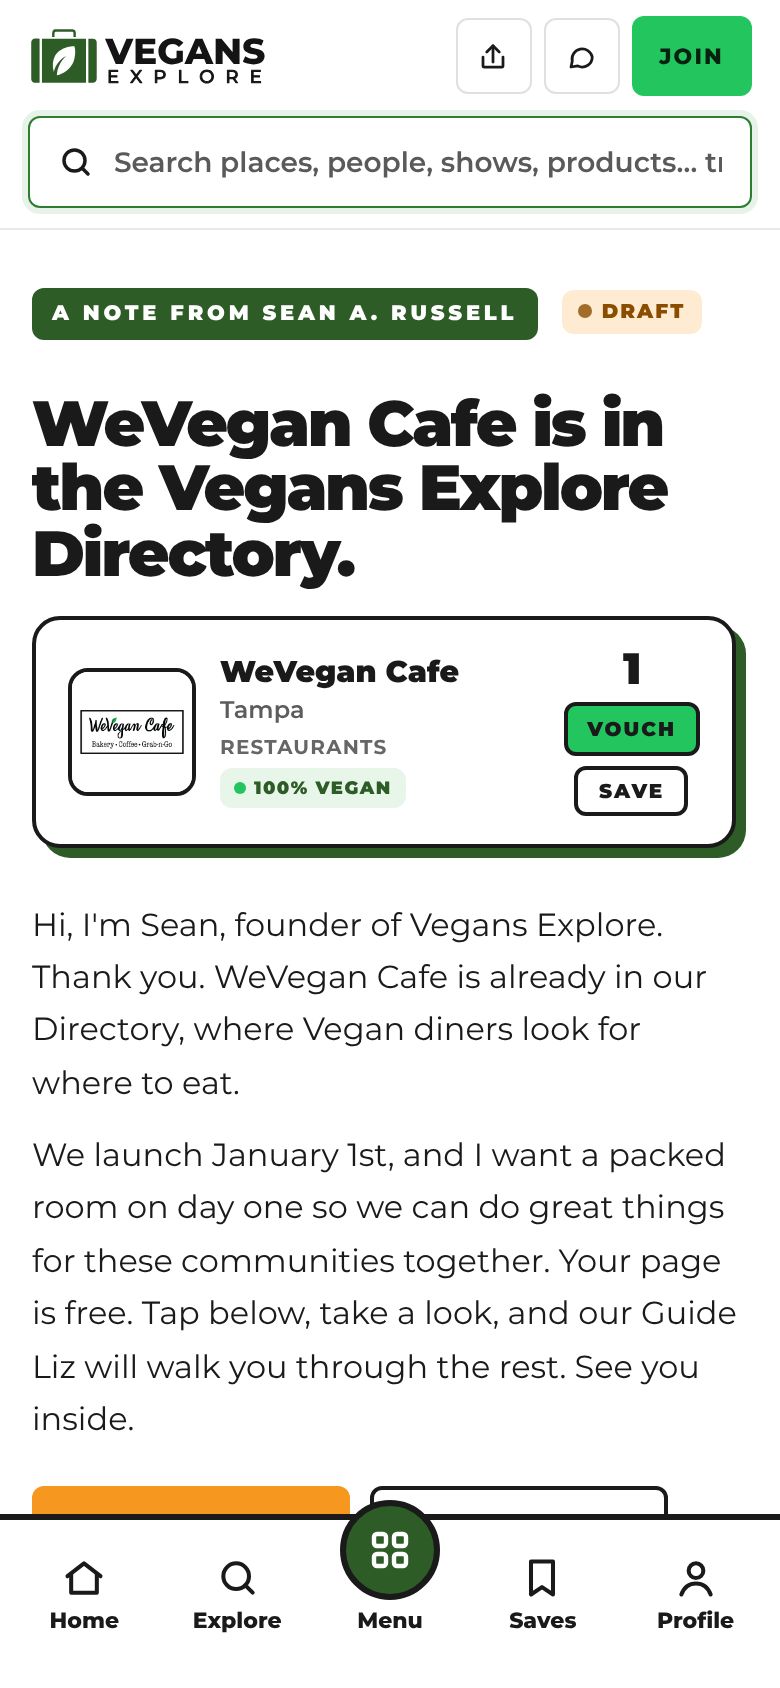 VEGANS
EXPLORE
JOIN
Search places, people, shows, products... tr
A NOTE FROM SEAN A. RUSSELL
DRAFT
WeVegan Cafe is in
the Vegans Explore
Directory.
WeVegan Cafe
Bakery • Coffee • Grab-n-Go
WeVegan Cafe
Tampa
RESTAURANTS
100% VEGAN
1
VOUCH
SAVE
Hi, I'm Sean, founder of Vegans Explore.
Thank you. WeVegan Cafe is already in our
Directory, where Vegan diners look for
where to eat.
We launch January 1st, and I want a packed
room on day one so we can do great things
for these communities together. Your page
is free. Tap below, take a look, and our Guide
Liz will walk you through the rest. See you
inside.
Home
Explore
Menu
Saves
Profile